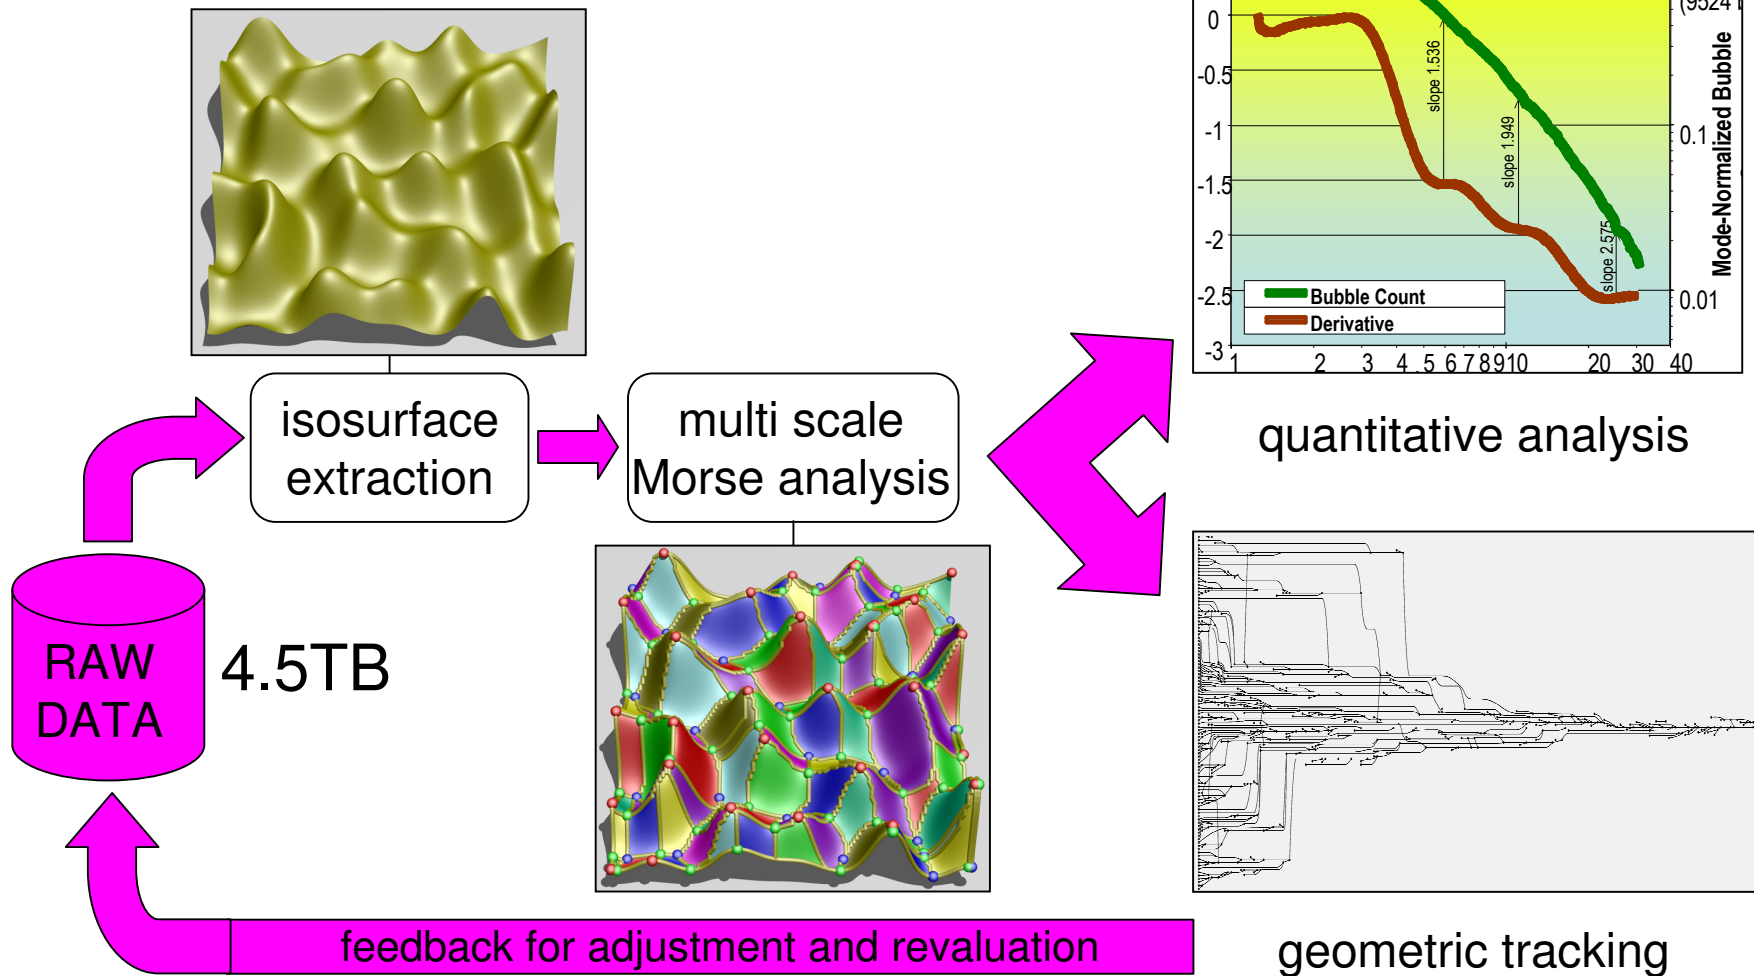 isosurface
extraction
multi scale
Morse analysis
RAW
DATA
4.5TB
feedback for adjustment and revaluation
0
-0.5
-1
-1.5
-2
-2.5
-3
slope 1.536
slope 1.949
slope 2.575
Bubble Count
Derivative
1 2 3 4 5 6 7 8 9 10 20 30 40
0.1
0.01
(9524
Mode-Normalized Bubble
quantitative analysis
geometric tracking